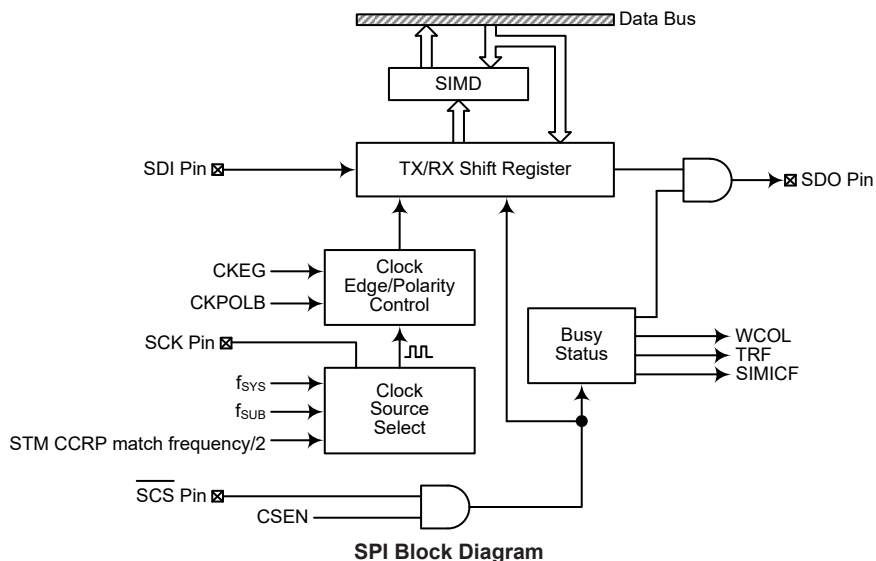 Data Bus
SIMD
SDI Pin
TX/RX Shift Register
SDO Pin
CKEG
CKPOLB
Clock
Edge/Polarity
Control
SCK Pin
Busy
Status
WCOL
TRF
SIMICF
fSYS
fSUB
STM CCRP match frequency/2
Clock
Source
Select
SCS Pin
CSEN
SPI Block Diagram